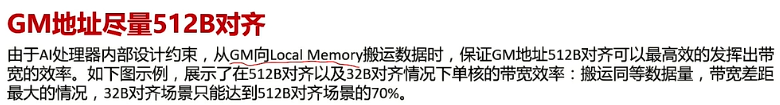 GM地址尽量512B对齐
由于AI处理器内部设计约束，从GM向Local Memory搬运数据时，保证GM地址512B对齐可以最高效的发挥出带
宽的效率。如下图示例，展示了在512B对齐以及32B对齐情况下单核的带宽效率：搬运同等数据量，带宽差距
最大的情况，32B对齐场景只能达到512B对齐场景的70%。